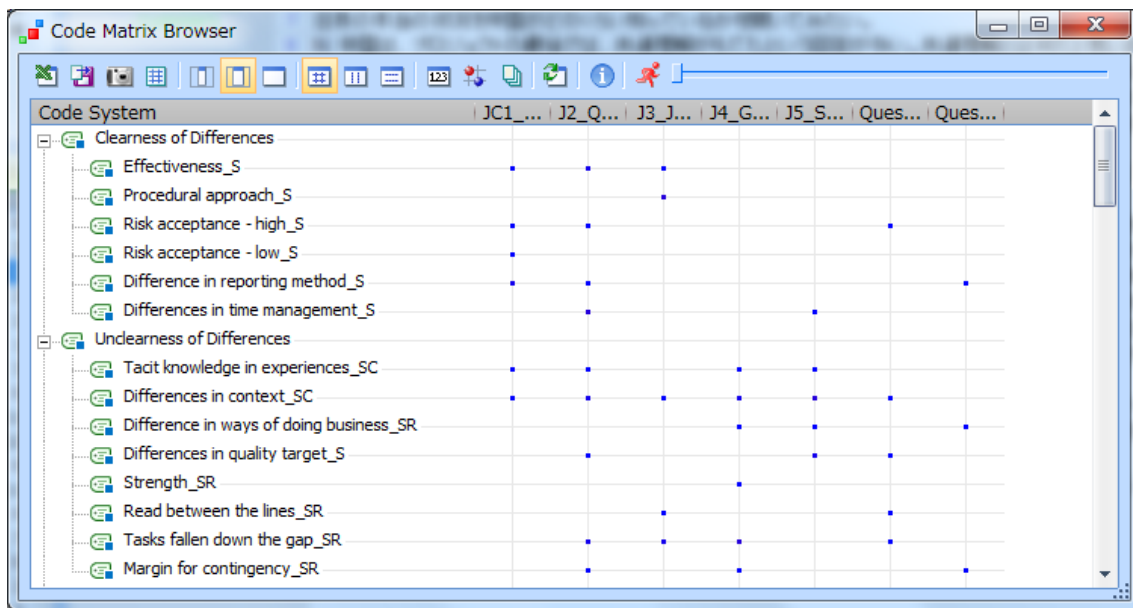 Code Matrix Browser
123
Code System JC1_... J2_Q... J3_J... J4_G... J5_S... Ques... Ques...
Clearness of Differences
Effectiveness_S
Procedural approach_S
Risk acceptance - high_S
Risk acceptance - low_S
Difference in reporting method_S
Differences in time management_S
Unclearness of Differences
Tacit knowledge in experiences_SC
Differences in context_SC
Difference in ways of doing business_SR
Differences in quality target_S
Strength_SR
Read between the lines_SR
Tasks fallen down the gap_SR
Margin for contingency_SR